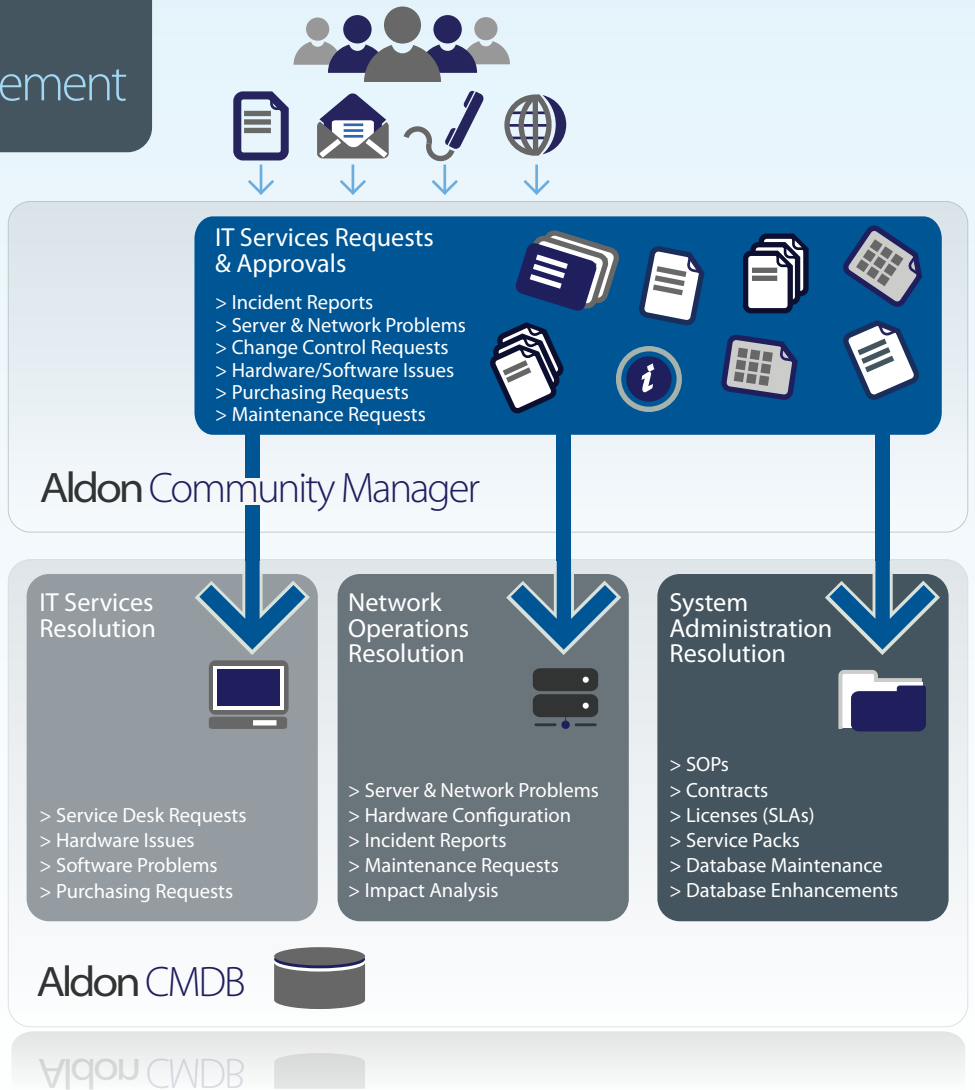 ement
IT Services Requests
& Approvals
> Incident Reports
> Server & Network Problems
> Change Control Requests
> Hardware/Software Issues
> Purchasing Requests
> Maintenance Requests
i
Aldon Community Manager
IT Services
Resolution
> Service Desk Requests
> Hardware Issues
> Software Problems
> Purchasing Requests
Network
Operations
Resolution
> Server & Network Problems
> Hardware Configuration
> Incident Reports
> Maintenance Requests
> Impact Analysis
System
Administration
Resolution
> SOPs
> Contracts
> Licenses (SLAs)
> Service Packs
> Database Maintenance
> Database Enhancements
Aldon CMDB
Aldon CMDB